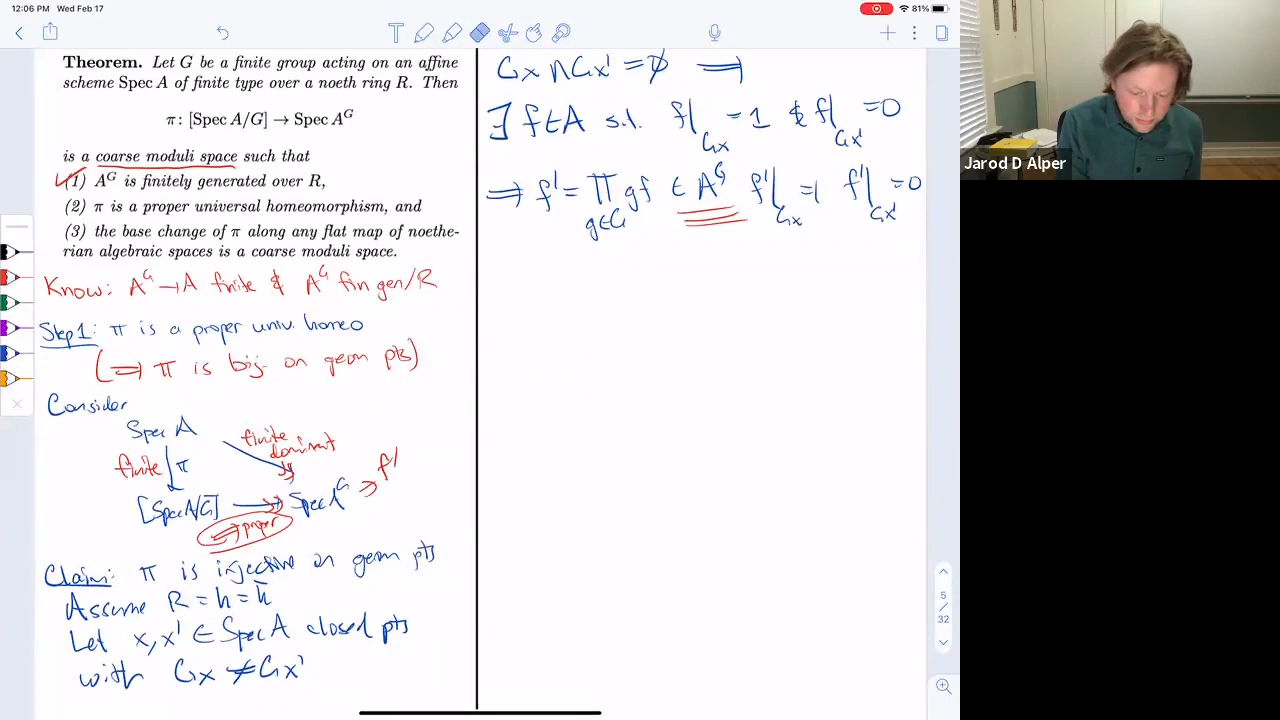 12:06 PM Wed Feb 17
81%
Theorem. Let G be a finite group acting on an affine
scheme Spec A of finite type over a noeth ring R. Then
π: [Spec A/G] → Spec A^G
is a coarse moduli space such that
(1) A^G is finitely generated over R,
(2) π is a proper universal homeomorphism, and
(3) the base change of π along any flat map of noethe-
rian algebraic spaces is a coarse moduli space.
Know: A^G → A finite & A^G fin gen/R
Step 1: π is a proper univ. homeo
(⟹ π is bij. on geom pts)
Consider
Spec A
finite
dominant
finite π
f'
[Spec A/G] → Spec A^G
⟹ proper
Claim: π is injective on geom pts
Assume R = k = k̄
Let x, x' ∈ Spec A closed pts
with Gx ≠ Gx'
Gx ∩ Gx' = ∅ ⟹
∃ f ∈ A s.t. f|_Gx = 1 & f|_Gx' = 0
⟹ f' = ∏_{g∈G} gf ∈ A^G f'|_Gx = 1 f'|_Gx' = 0
5
/
32
Jarod D Alper